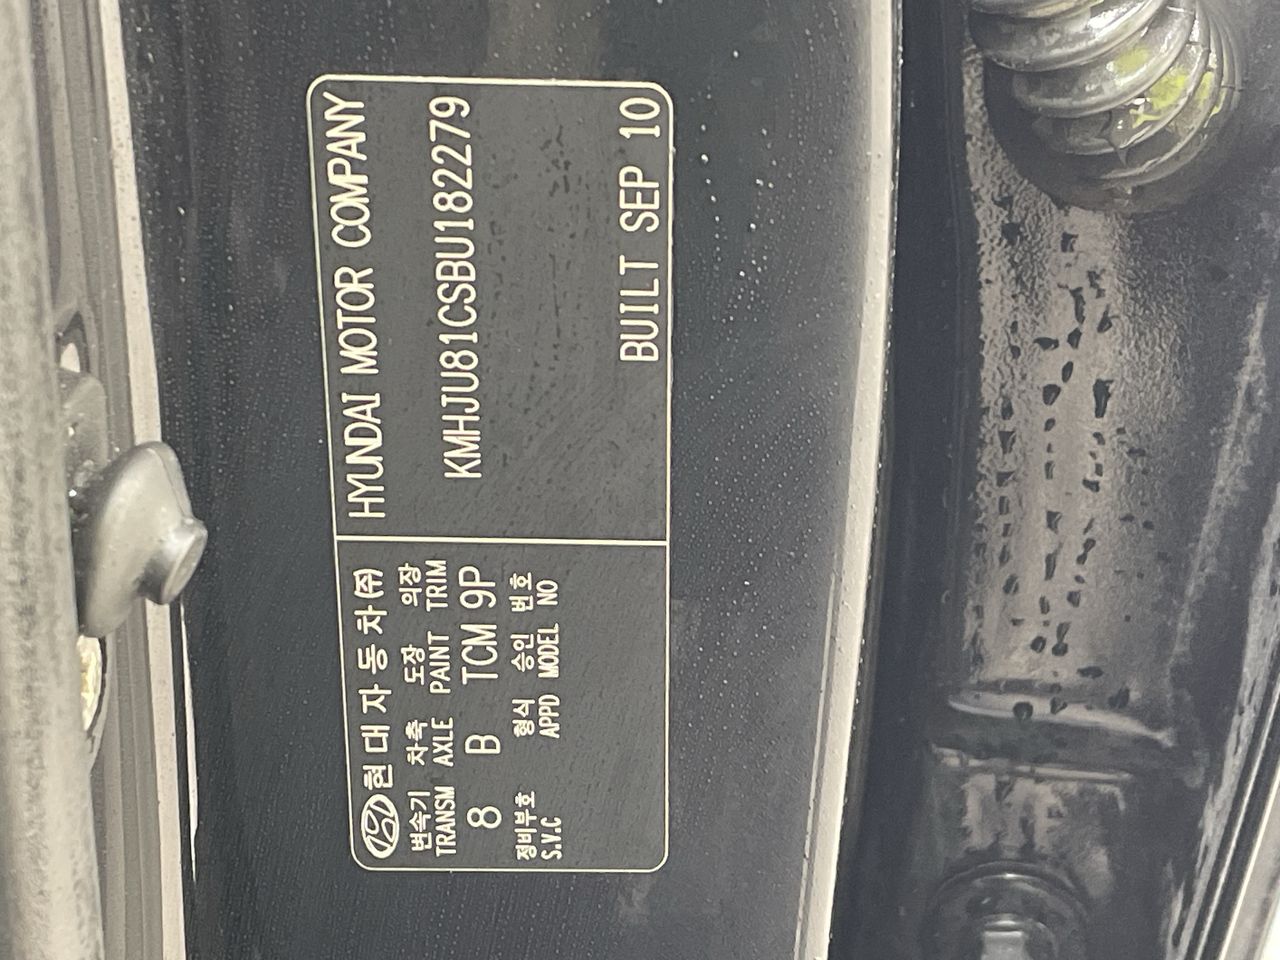 현대자동차(주)
변속기 차축 도장 의장
TRANSM AXLE PAINT TRIM
8 B TCM 9P
정비부호 형식 승인 번호
S.V.C APPD MODEL NO
HYUNDAI MOTOR COMPANY
KMHJU81CSBU182279
BUILT SEP 10